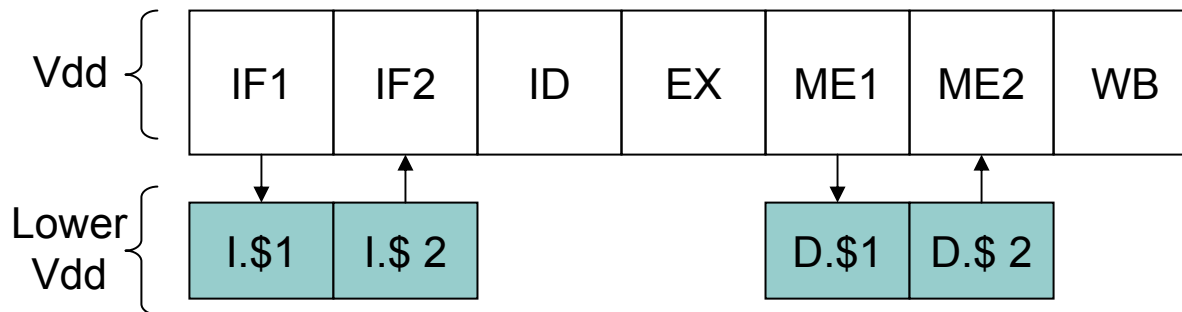 Vdd
IF1 IF2 ID EX ME1 ME2 WB
Lower
Vdd
I.$1 I.$ 2 D.$1 D.$ 2